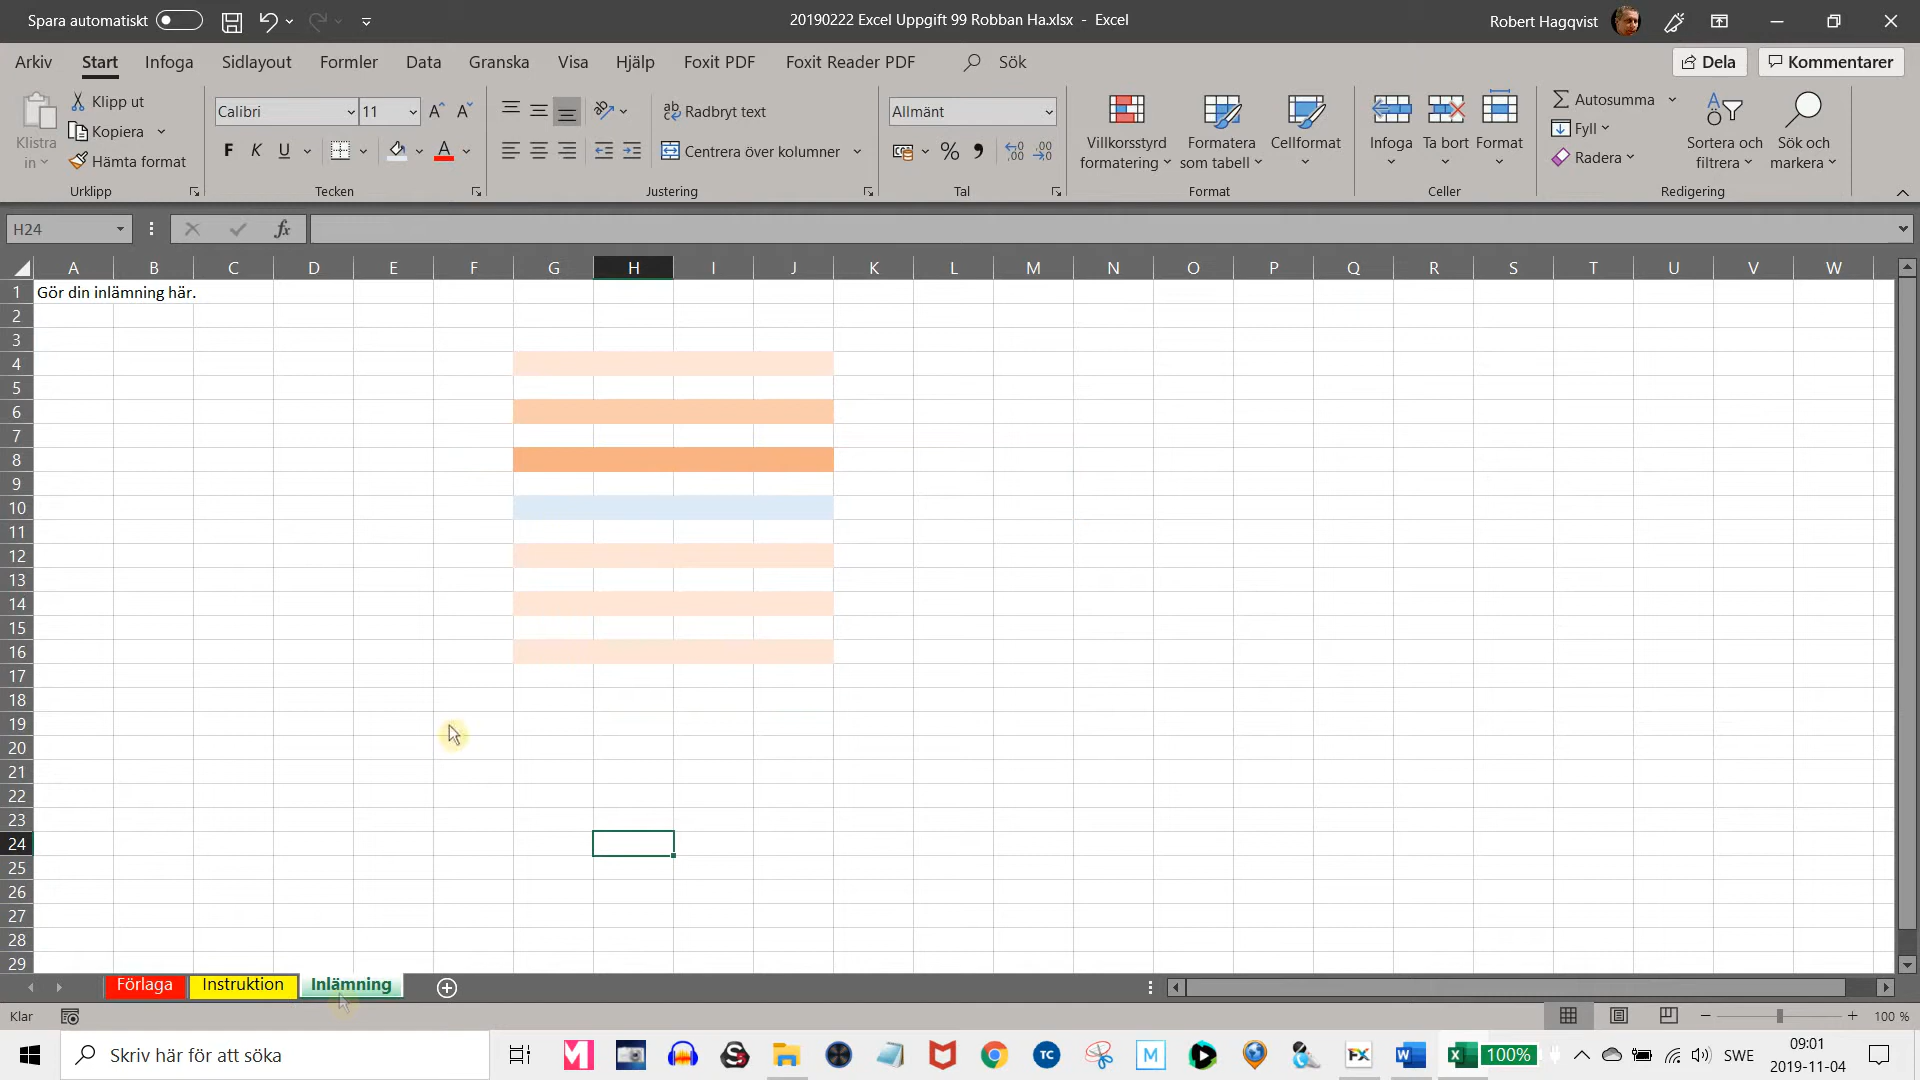 Spara automatiskt
20190222 Excel Uppgift 99 Robban Ha.xlsx - Excel
Robert Hagqvist
Arkiv Start Infoga Sidlayout Formler Data Granska Visa Hjälp Foxit PDF Foxit Reader PDF Sök Dela Kommentarer
Klistra in
Klipp ut
Kopiera
Hämta format
Urklipp
Calibri 11
F K U
Tecken
Radbryt text
Centrera över kolumner
Justering
Allmänt
%
Tal
Villkorsstyrd formatering
Formatera som tabell
Cellformat
Format
Infoga
Ta bort
Format
Celler
Autosumma
Fyll
Radera
Sortera och filtrera
Sök och markera
Redigering
H24
fx
A B C D E F G H I J K L M N O P Q R S T U V W
1 Gör din inlämning här.
2
3
4
5
6
7
8
9
10
11
12
13
14
15
16
17
18
19
20
21
22
23
24
25
26
27
28
29
Förlaga Instruktion Inlämning
Klar
100 %
Skriv här för att söka
100%
SWE
09:01
2019-11-04